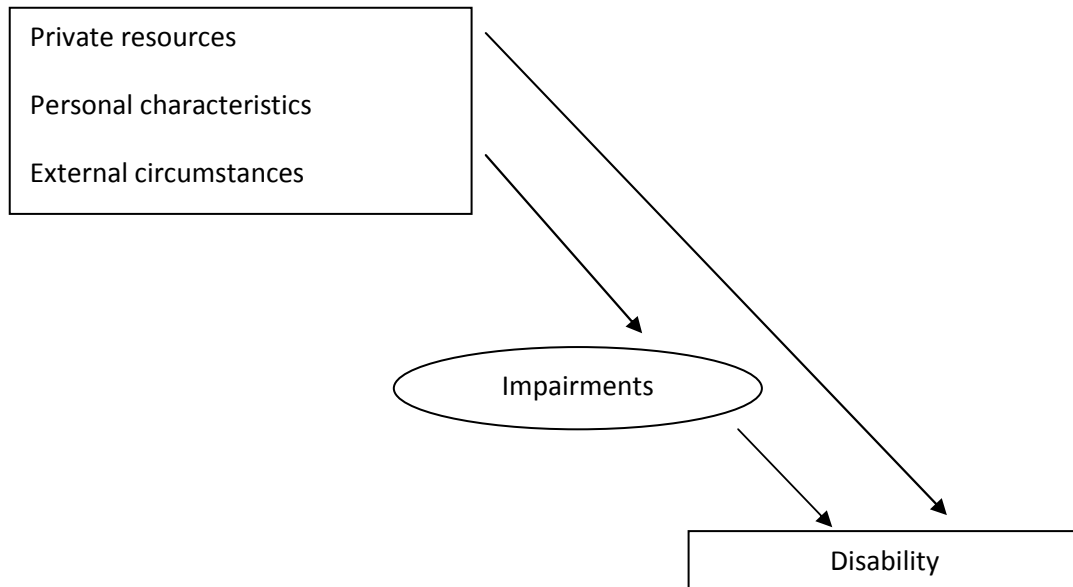 Private resources
Personal characteristics
External circumstances
Impairments
Disability